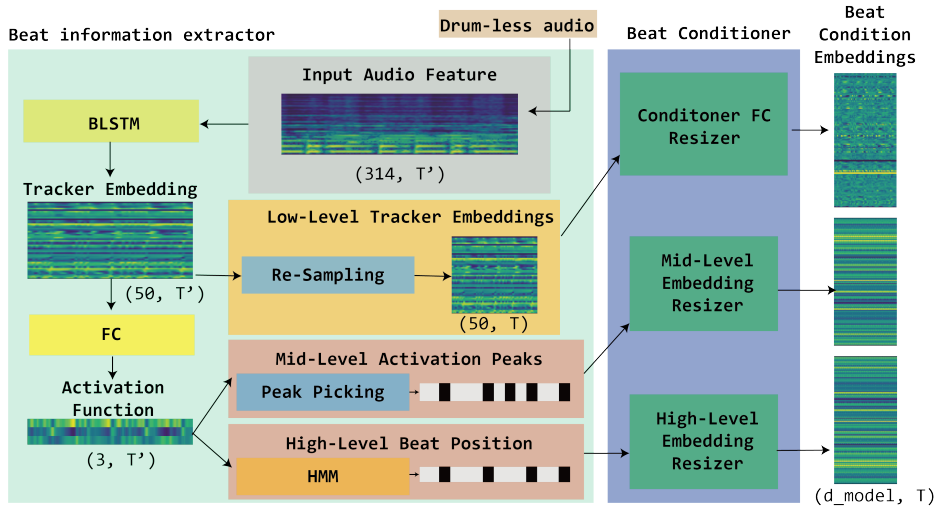 Drum-less audio
Beat information extractor
Input Audio Feature
(314, T’)
BLSTM
Tracker Embedding
(50, T’)
FC
Activation
Function
(3, T’)
Low-Level Tracker Embeddings
Re-Sampling
(50, T)
Mid-Level Activation Peaks
Peak Picking
High-Level Beat Position
HMM
Beat Conditioner
Conditoner FC
Resizer
Mid-Level
Embedding
Resizer
High-Level
Embedding
Resizer
Beat
Condition
Embeddings
(d_model, T)